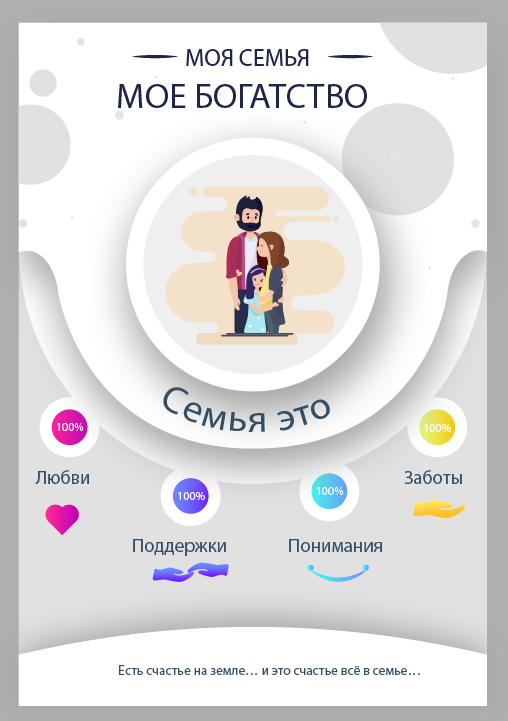 МОЯ СЕМЬЯ
МОЕ БОГАТСТВО
Семья это
100%
Любви
100%
Поддержки
100%
Понимания
100%
Заботы
Есть счастье на земле... и это счастье всё в семье...